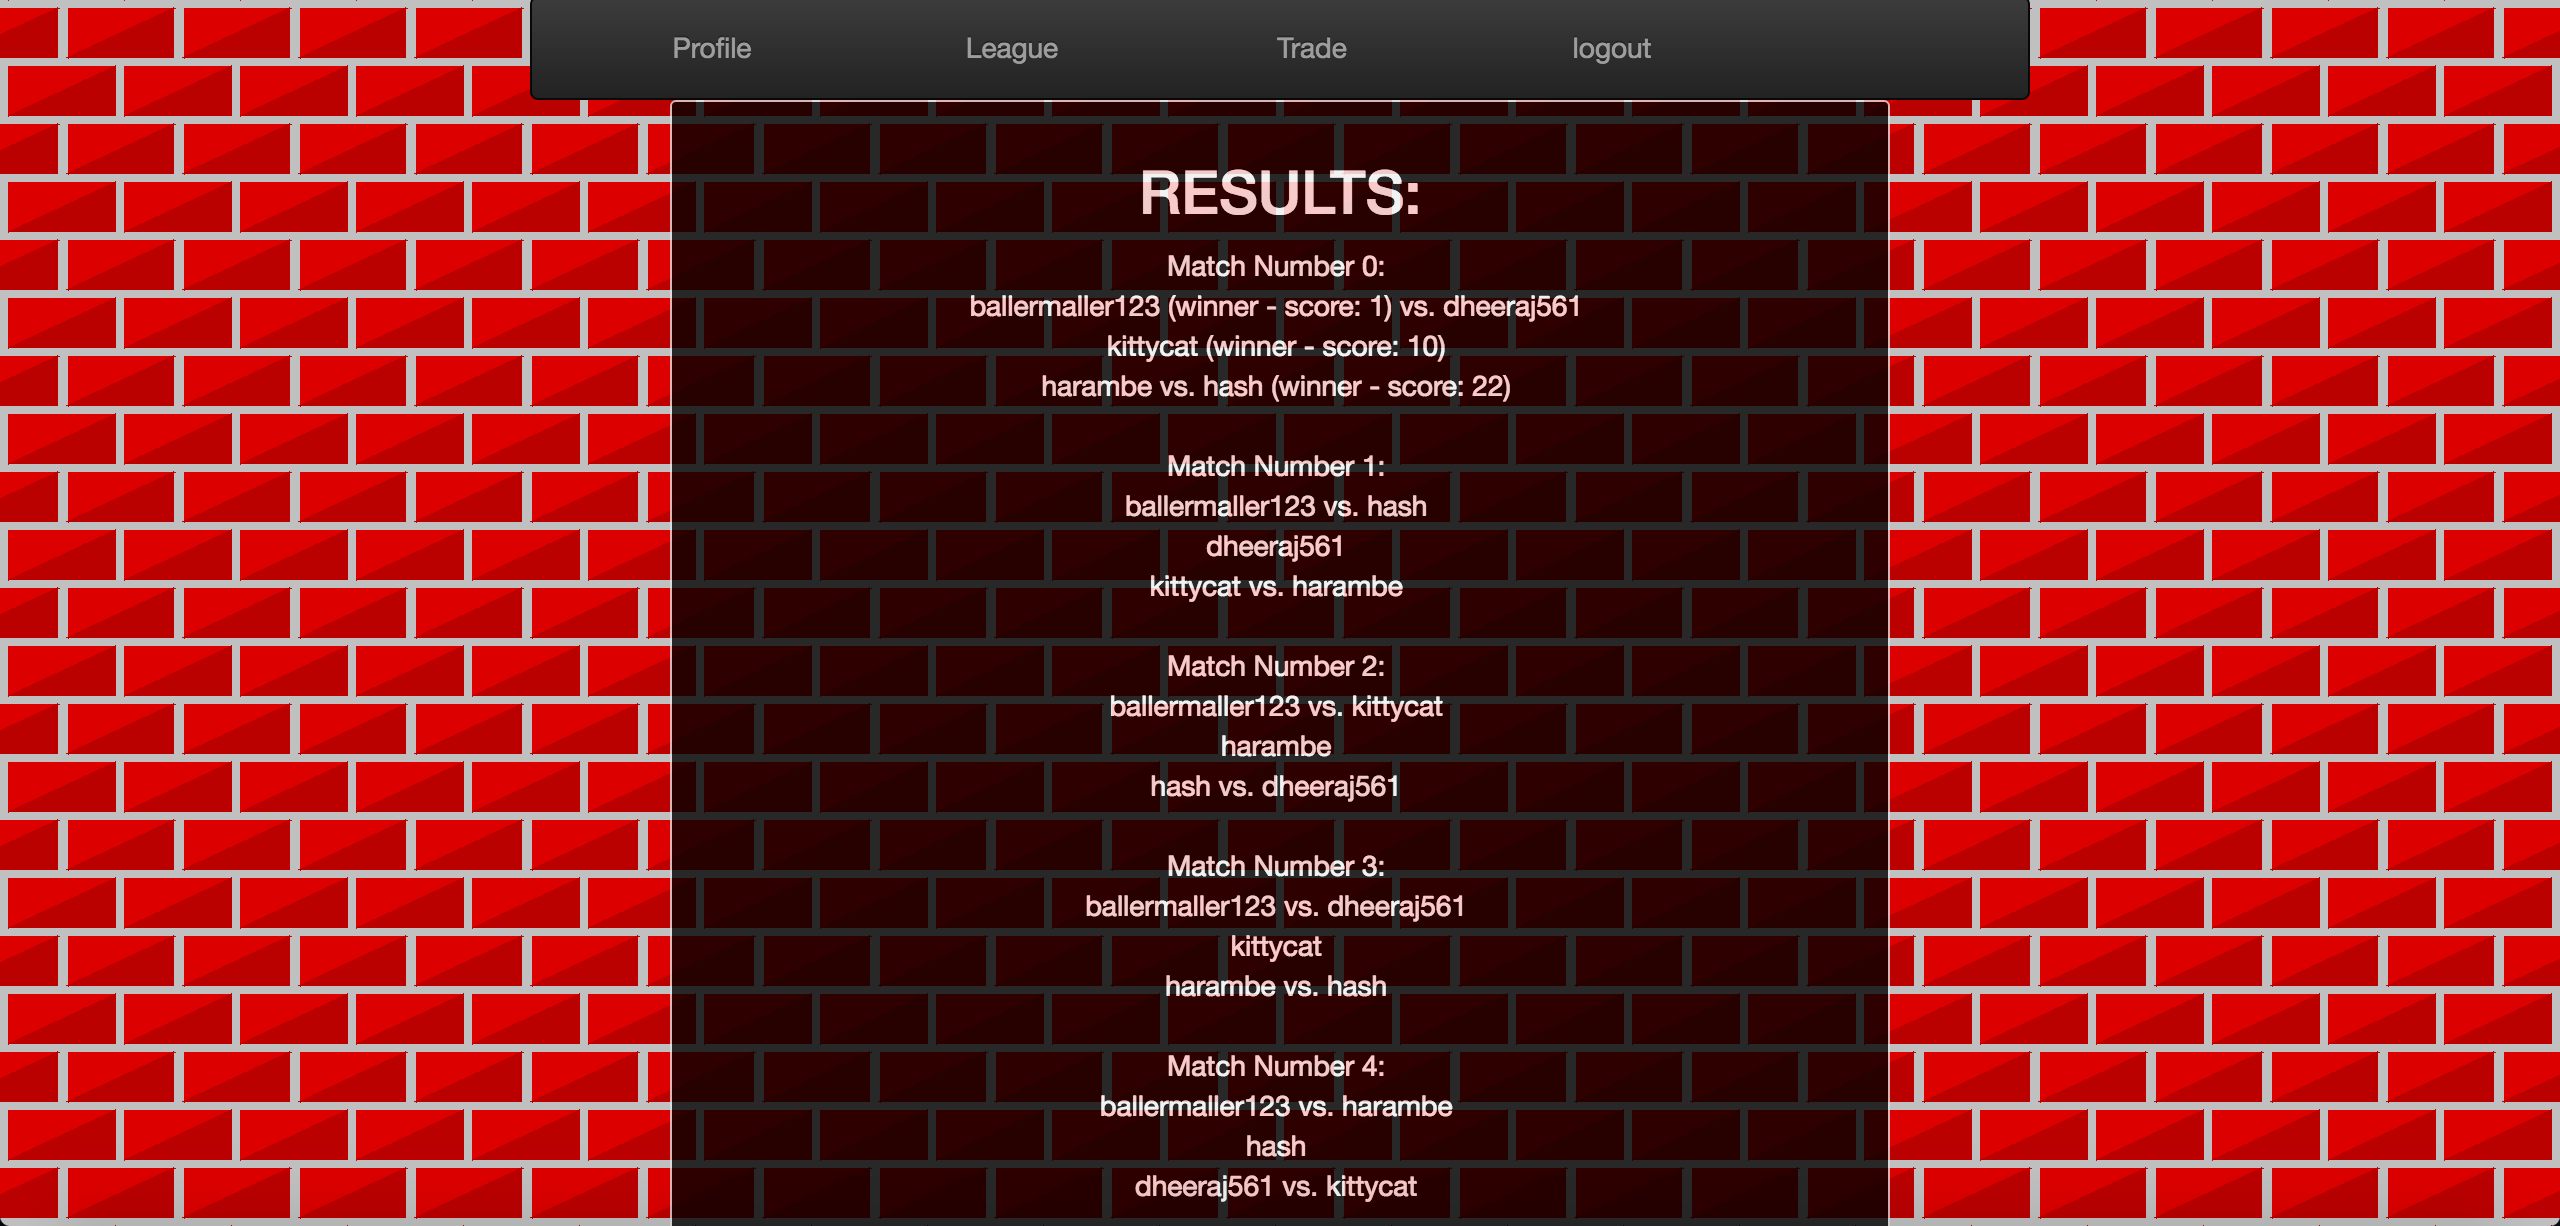 Profile League Trade logout
RESULTS:
Match Number 0:
ballermaller123 (winner - score: 1) vs. dheeraj561
kittycat (winner - score: 10)
harambe vs. hash (winner - score: 22)
Match Number 1:
ballermaller123 vs. hash
dheeraj561
kittycat vs. harambe
Match Number 2:
ballermaller123 vs. kittycat
harambe
hash vs. dheeraj561
Match Number 3:
ballermaller123 vs. dheeraj561
kittycat
harambe vs. hash
Match Number 4:
ballermaller123 vs. harambe
hash
dheeraj561 vs. kittycat